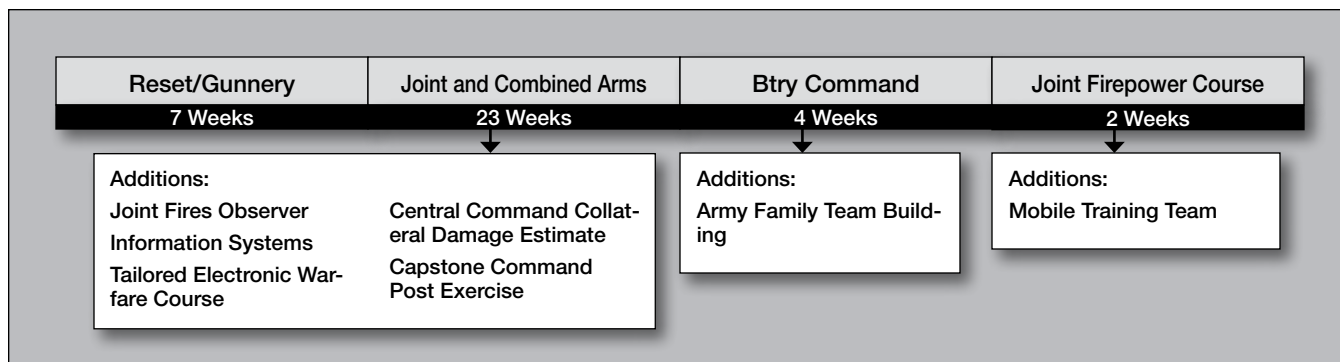 Reset/Gunnery
Joint and Combined Arms
Btry Command
Joint Firepower Course
7 Weeks
23 Weeks
4 Weeks
2 Weeks
Additions:
Joint Fires Observer
Information Systems
Tailored Electronic War-
fare Course
Central Command Collat-
eral Damage Estimate
Capstone Command
Post Exercise
Additions:
Army Family Team Build-
ing
Additions:
Mobile Training Team